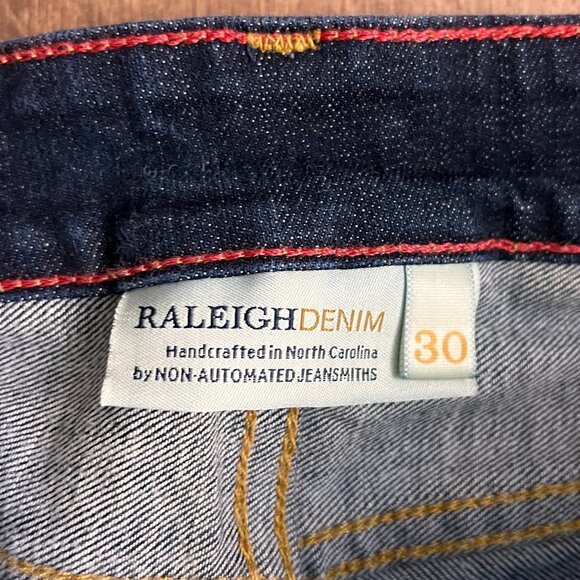 RALEIGHDENIM
Handcrafted in North Carolina
by NON-AUTOMATED JEANSMITHS
30